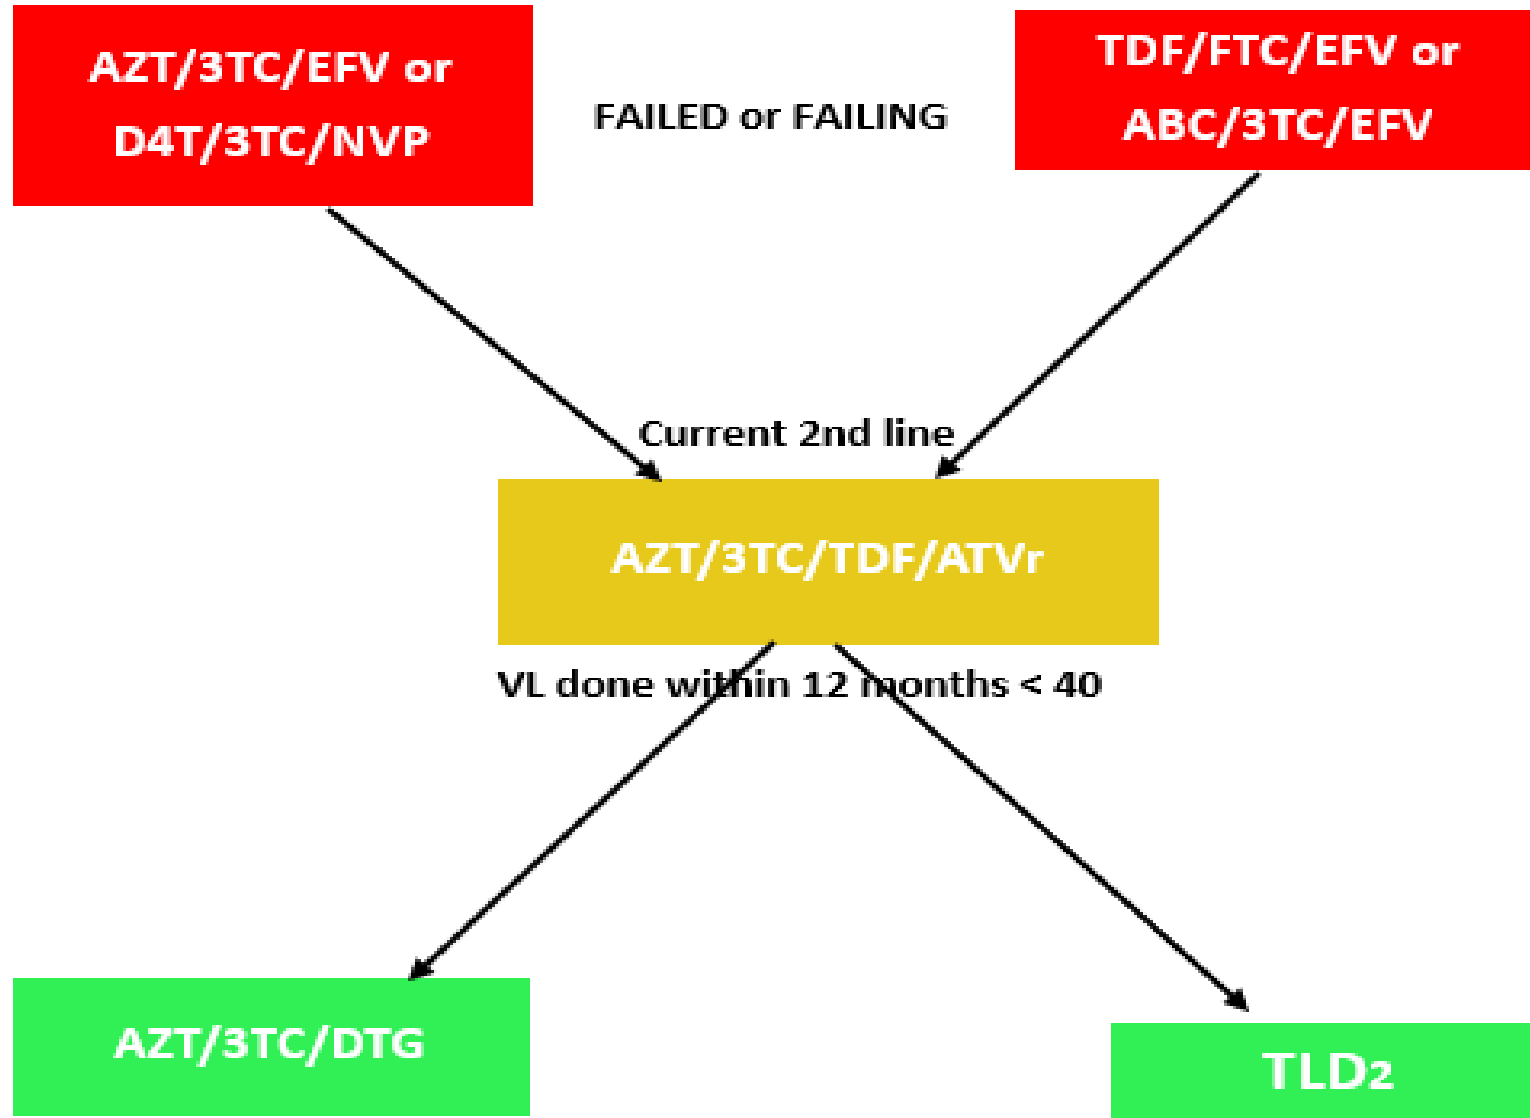 AZT/3TC/EFV or
D4T/3TC/NVP
FAILED or FAILING
TDF/FTC/EFV or
ABC/3TC/EFV
Current 2nd line
AZT/3TC/TDF/ATVr
VL done within 12 months < 40
AZT/3TC/DTG
TLD2